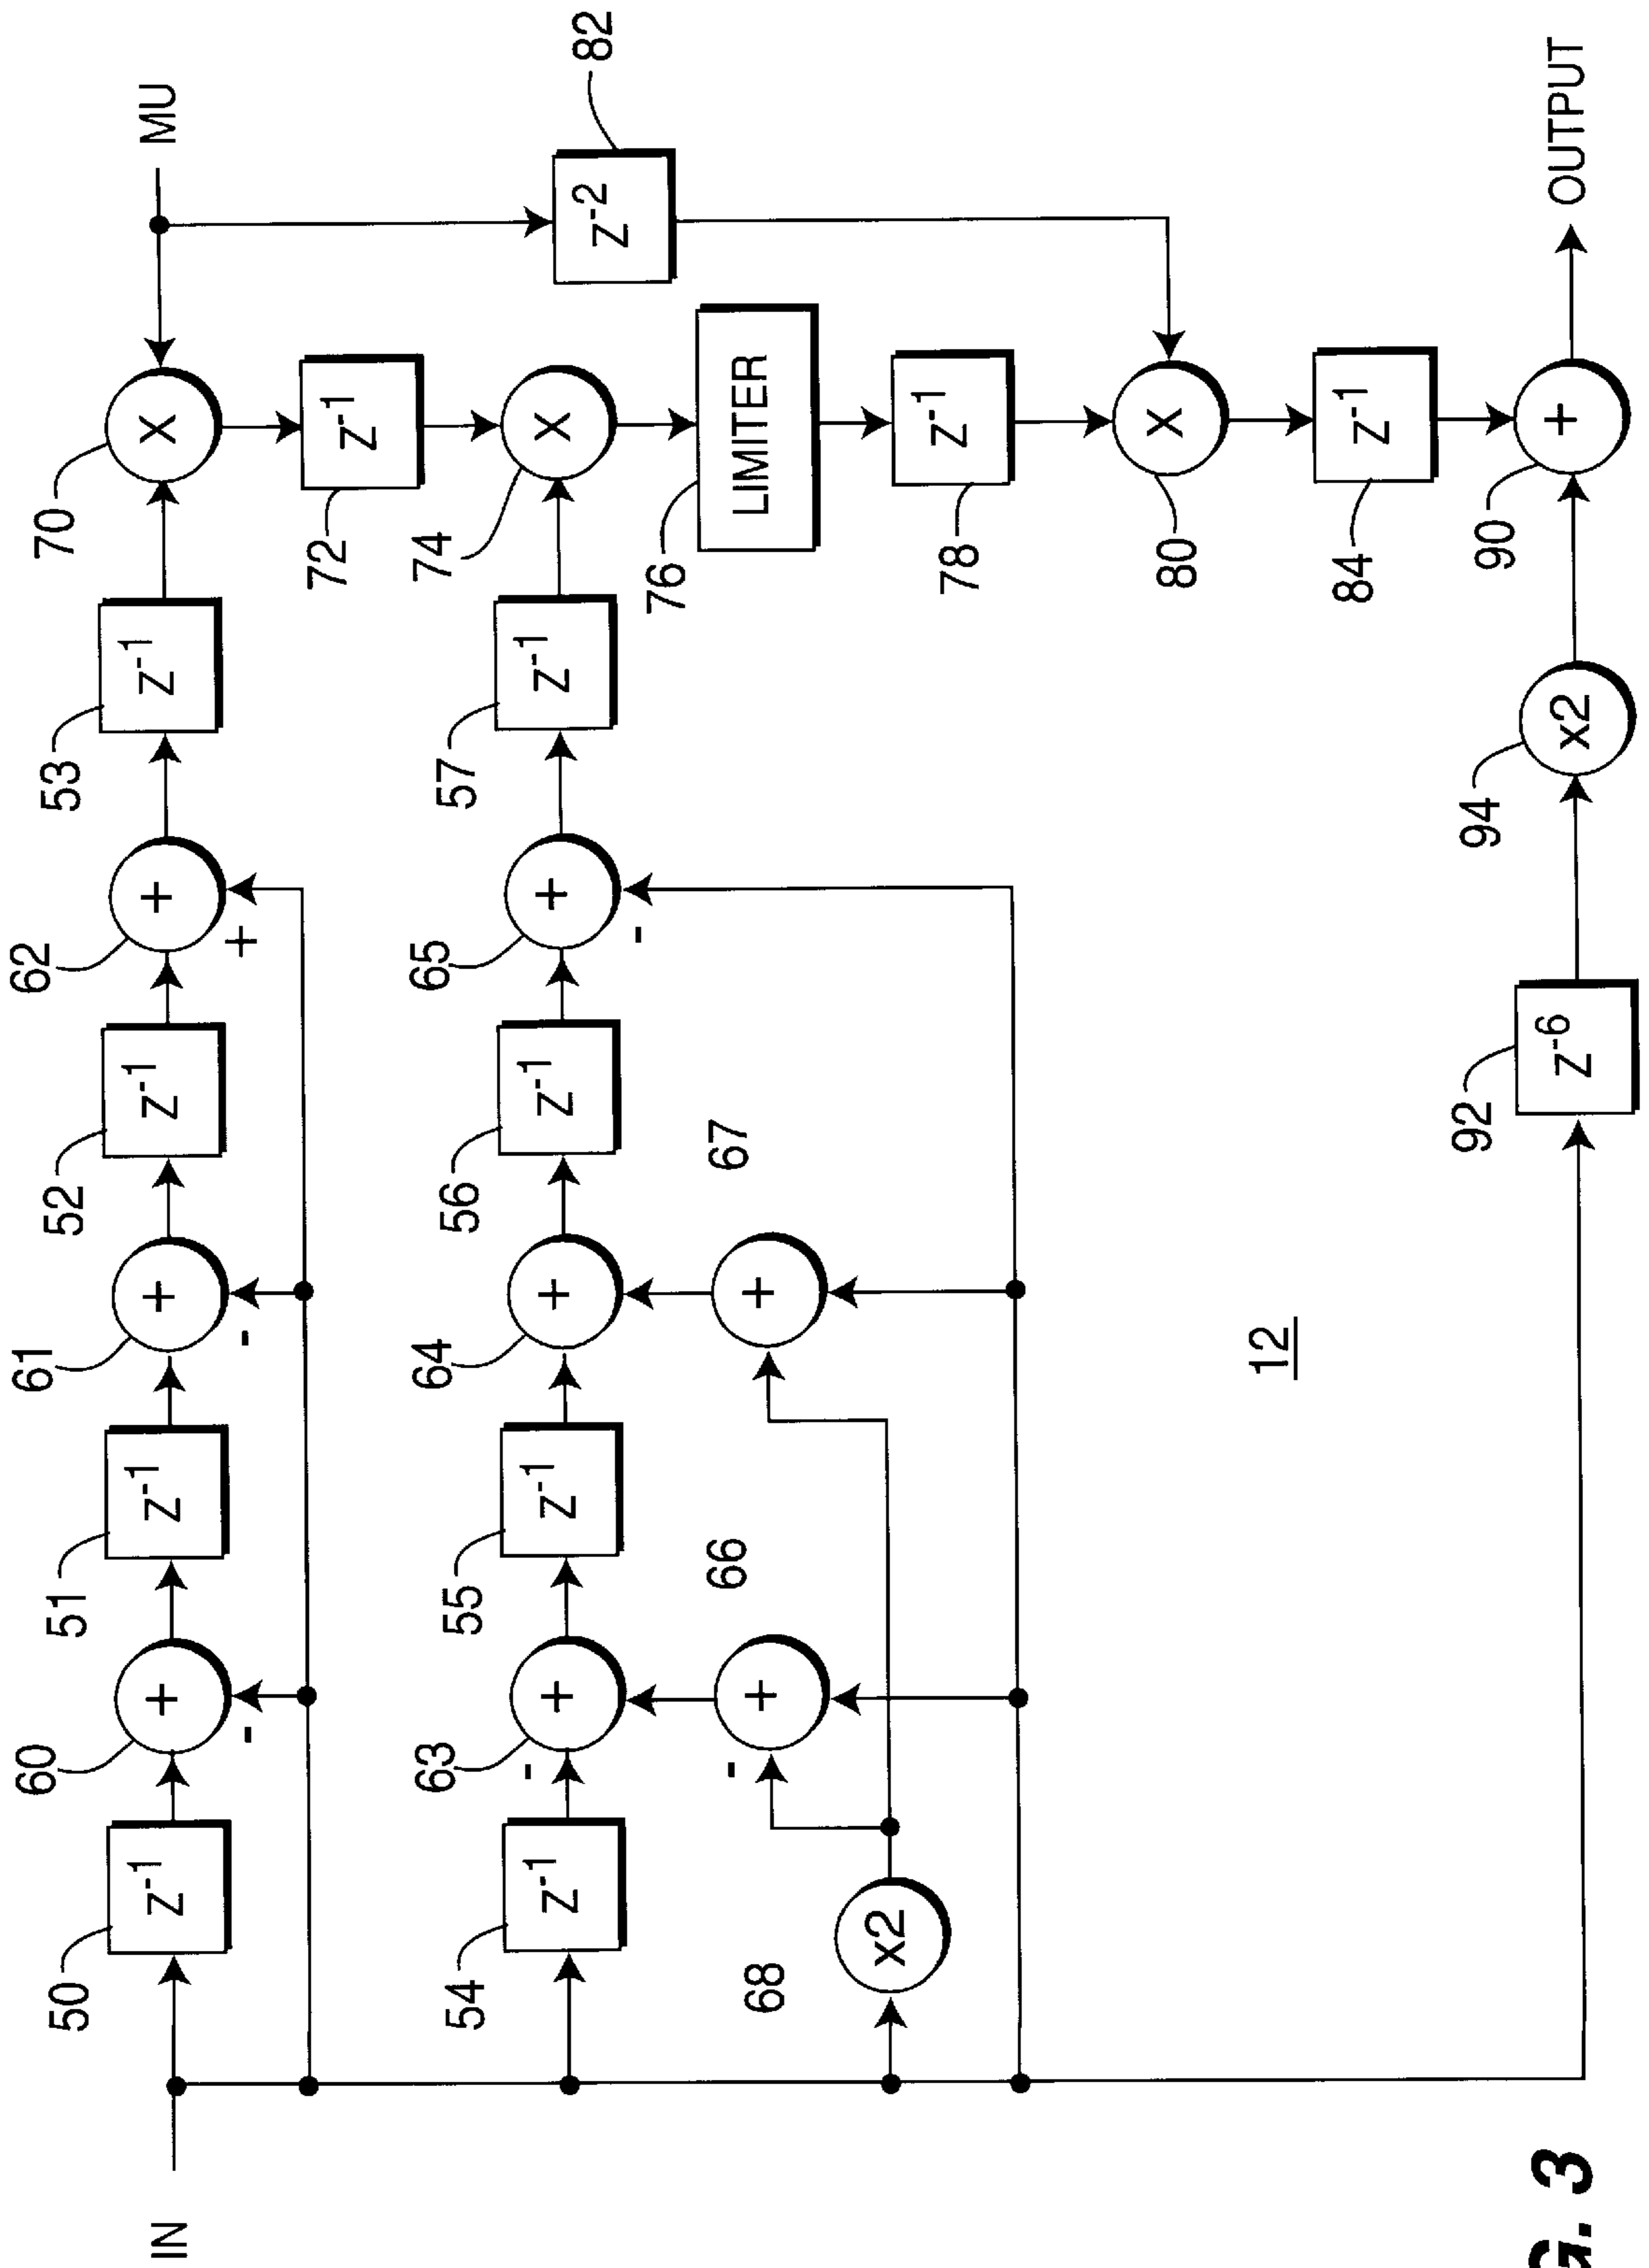 IN
50
z-1
60
+
-
51
z-1
61
+
-
52
z-1
62
+
+
53
z-1
70
X
MU
54
z-1
63
+
-
55
z-1
64
+
56
z-1
65
+
-
57
z-1
74
X
72
z-1
82
z-2
68
x2
66
+
-
67
+
76
LIMITER
78
z-1
80
X
84
z-1
12
92
z-6
94
x2
90
+
OUTPUT
G. 3